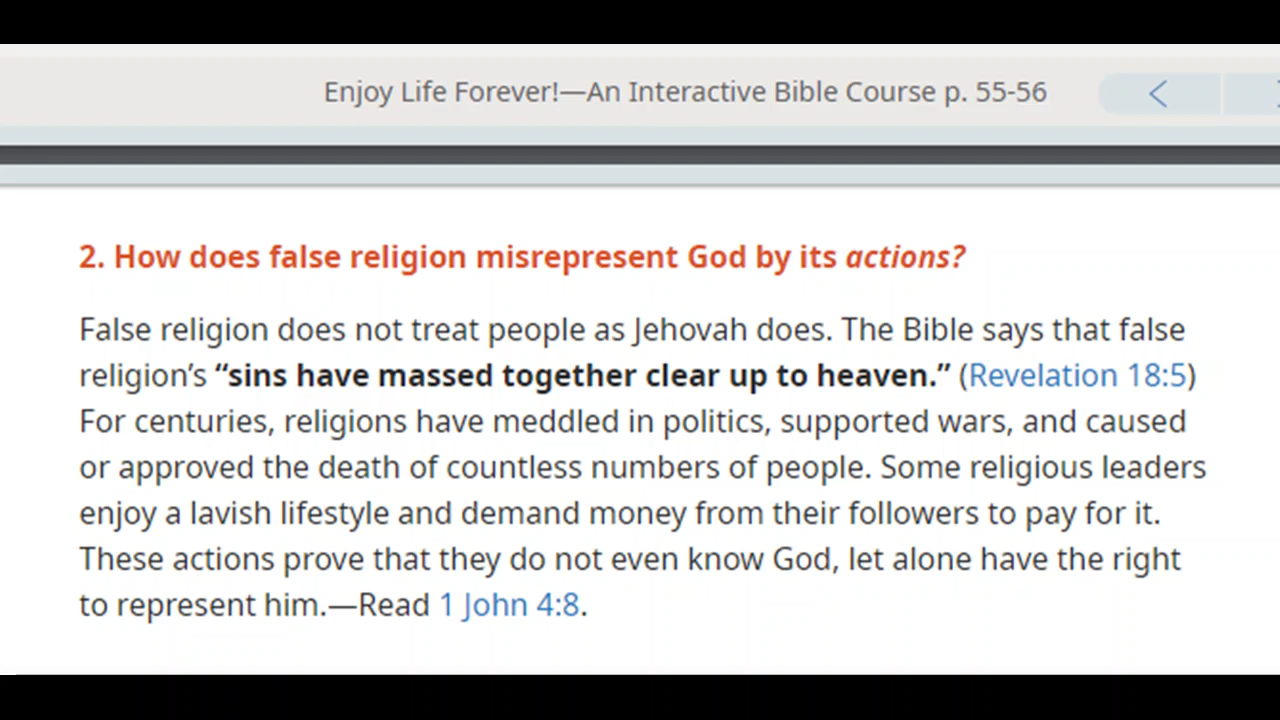 Enjoy Life Forever!—An Interactive Bible Course p. 55-56
2. How does false religion misrepresent God by its actions?
False religion does not treat people as Jehovah does. The Bible says that false
religion’s “sins have massed together clear up to heaven.” (Revelation 18:5)
For centuries, religions have meddled in politics, supported wars, and caused
or approved the death of countless numbers of people. Some religious leaders
enjoy a lavish lifestyle and demand money from their followers to pay for it.
These actions prove that they do not even know God, let alone have the right
to represent him.—Read 1 John 4:8.